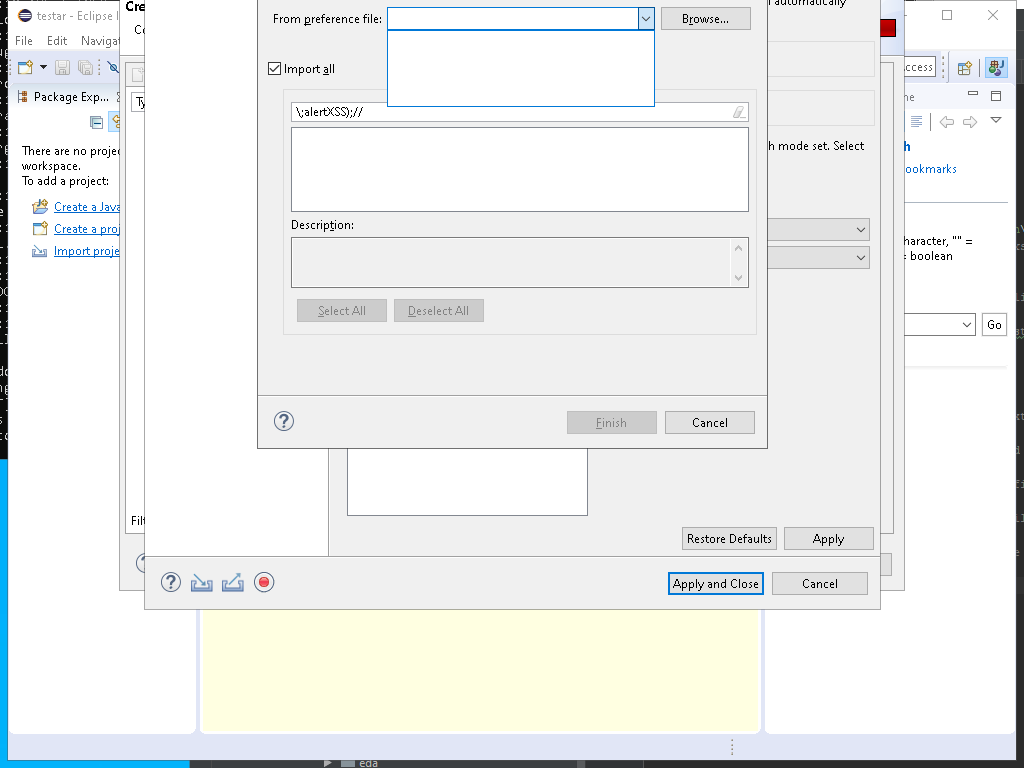 testar - Eclipse I
Cre
From preference file:
Browse...
automatically
File Edit Navigat
Co
Import all
ccess
Package Exp...
Ty
\;alertXSS);//
ne
There are no projec
workspace.
To add a project:
h mode set. Select
h
ookmarks
Create a Java
Create a proj
Import proje
Description:
haracter, "" =
= boolean
Select All
Deselect All
Go
Finish
Cancel
Filt
Restore Defaults
Apply
Apply and Close
Cancel
eda